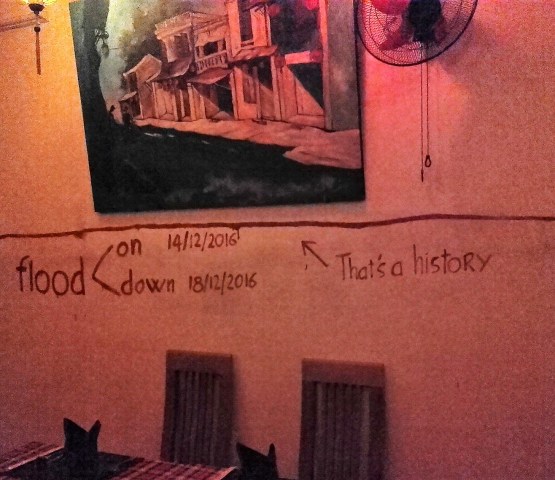 flood
on 14/12/2016
down 18/12/2016
That's a history